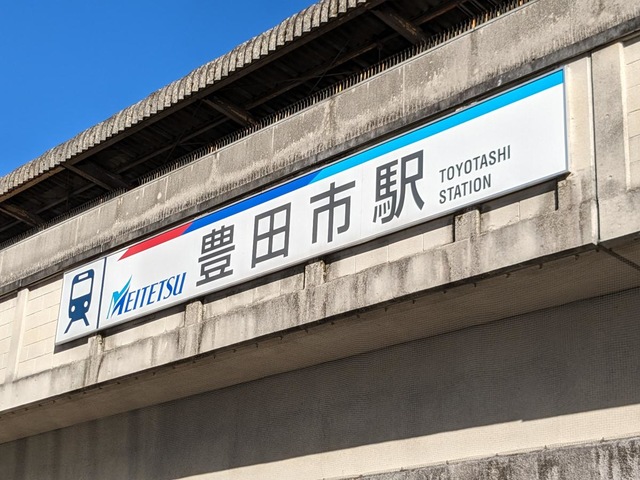 MEITETSU
豊田市駅
TOYOTASHI
STATION